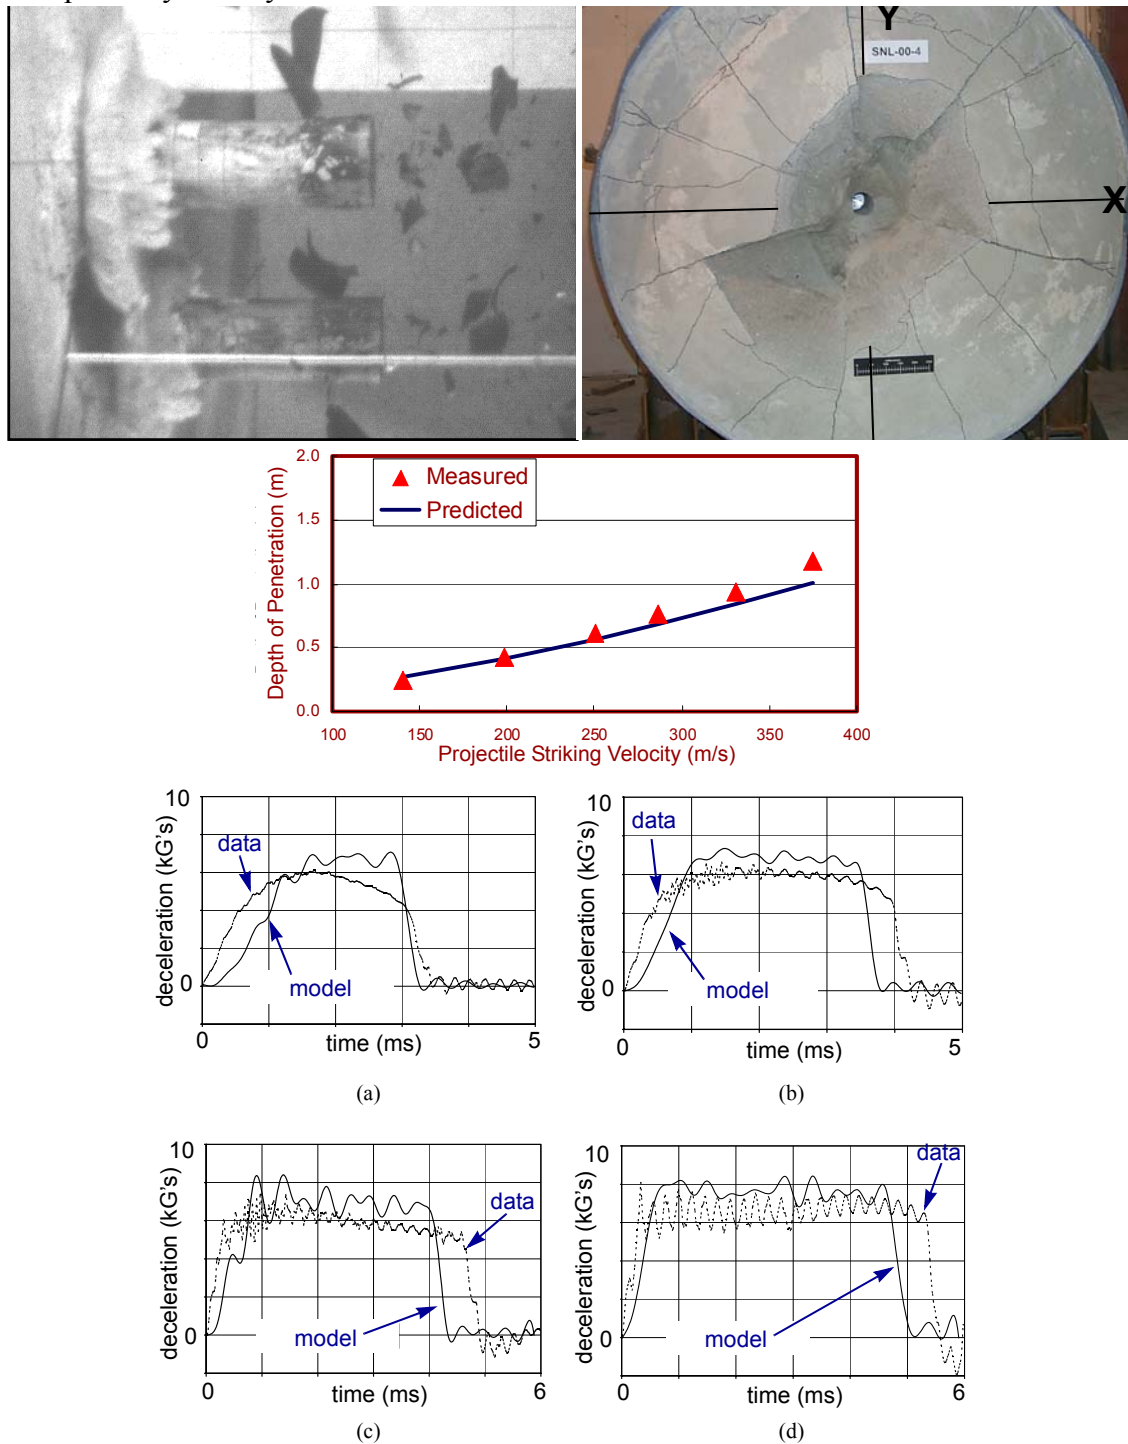 Y
SNL-00-4
X
Depth of Penetration (m)
2.0
1.5
1.0
0.5
0.0
Measured
Predicted
100 150 200 250 300 350 400
Projectile Striking Velocity (m/s)
deceleration (kG's)
10
0
data
model
0 5
time (ms)
(a)
deceleration (kG's)
10
0
data
model
0 5
time (ms)
(b)
deceleration (kG's)
10
0
data
model
0 6
time (ms)
(c)
deceleration (kG's)
10
0
data
model
0 6
time (ms)
(d)